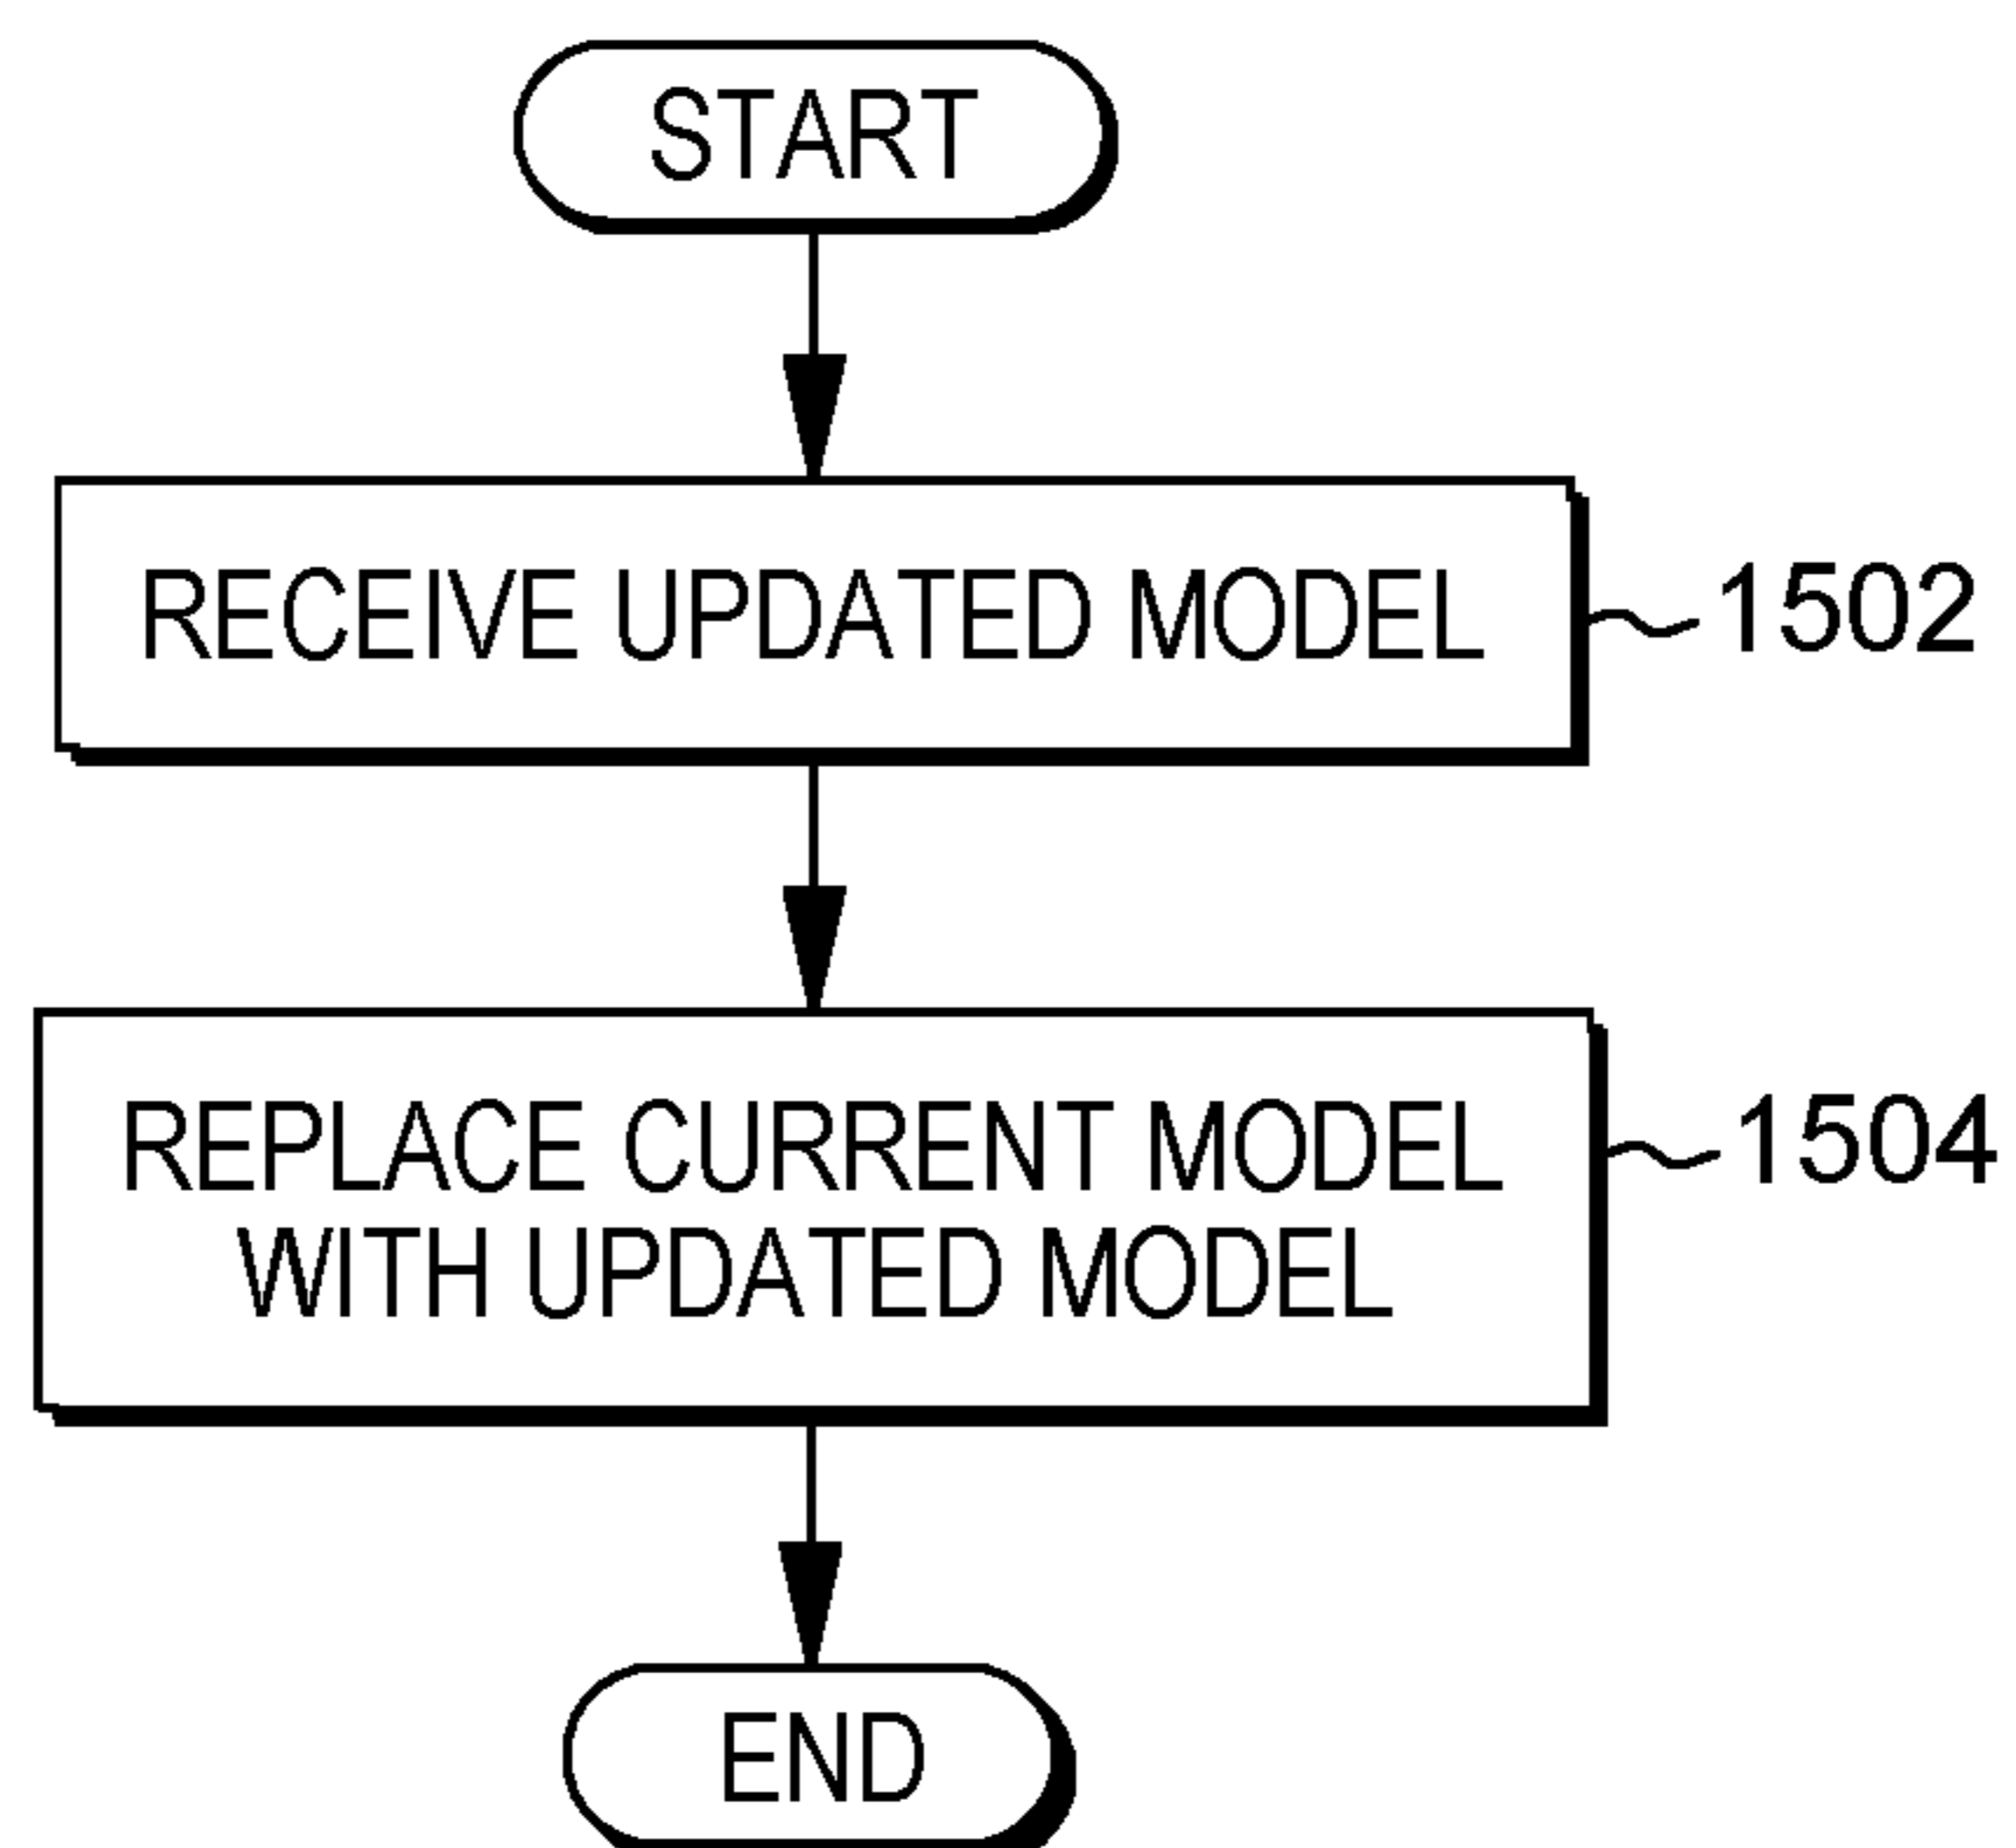 START
RECEIVE UPDATED MODEL
1502
REPLACE CURRENT MODEL
WITH UPDATED MODEL
1504
END